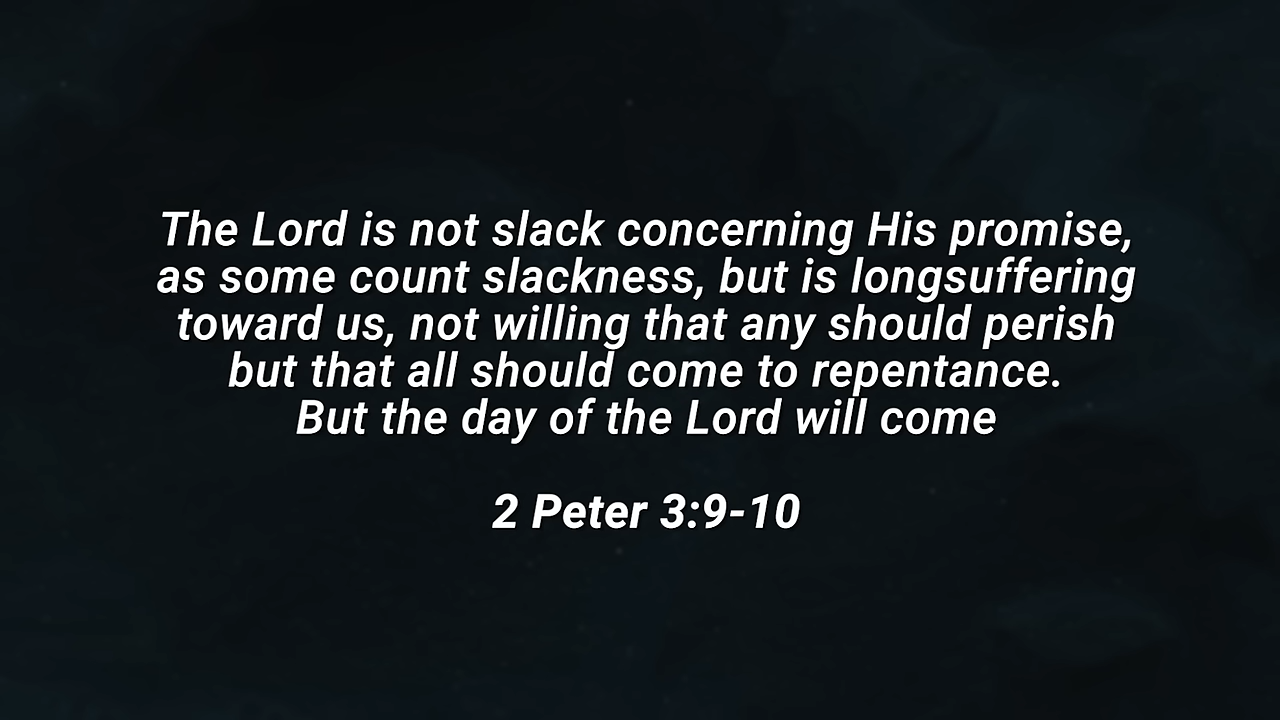 The Lord is not slack concerning His promise,
as some count slackness, but is longsuffering
toward us, not willing that any should perish
but that all should come to repentance.
But the day of the Lord will come
2 Peter 3:9-10